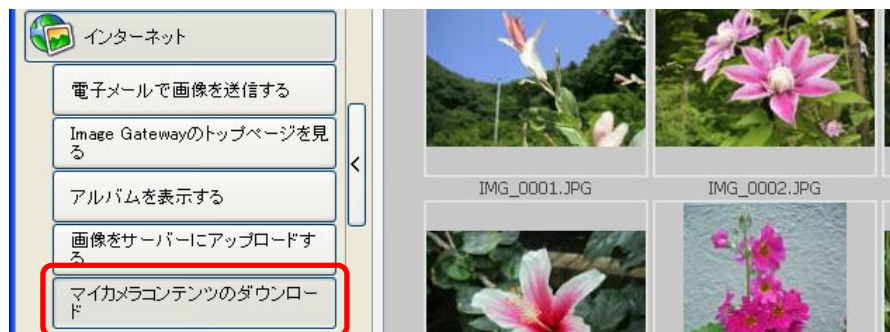 インターネット
電子メールで画像を送信する
Image Gatewayのトップページを見
る
アルバムを表示する
画像をサーバーにアップロードす
る
マイカメラコンテンツのダウンロー
ド
<
IMG_0001.JPG
IMG_0002.JPG